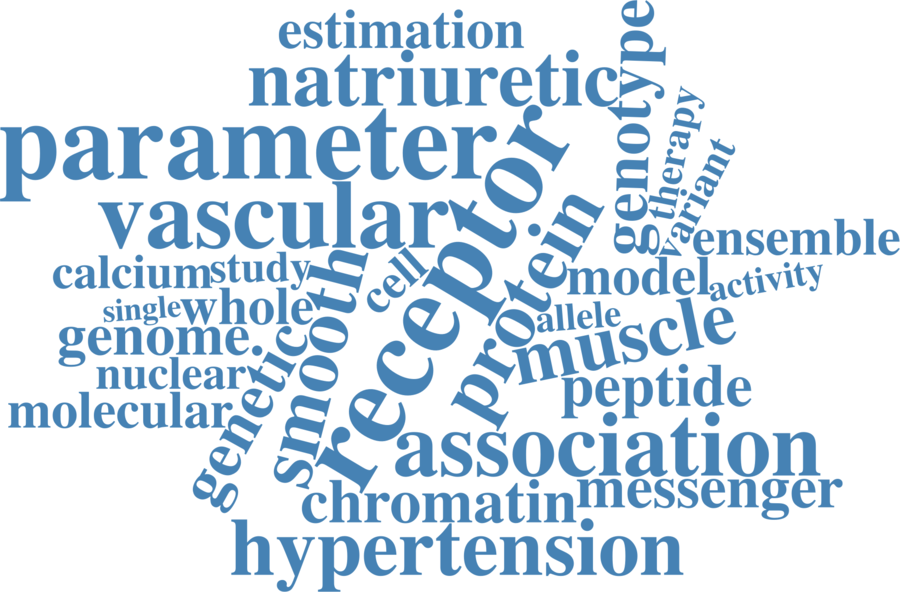 estimation
natriuretic
genotype
therapy
variant
parameter
receptor
vascular
protein
ensemble
calcium
study
cell
model
activity
single
whole
smooth
allele
muscle
genome
genetic
nuclear
peptide
molecular
association
chromatin
messenger
hypertension